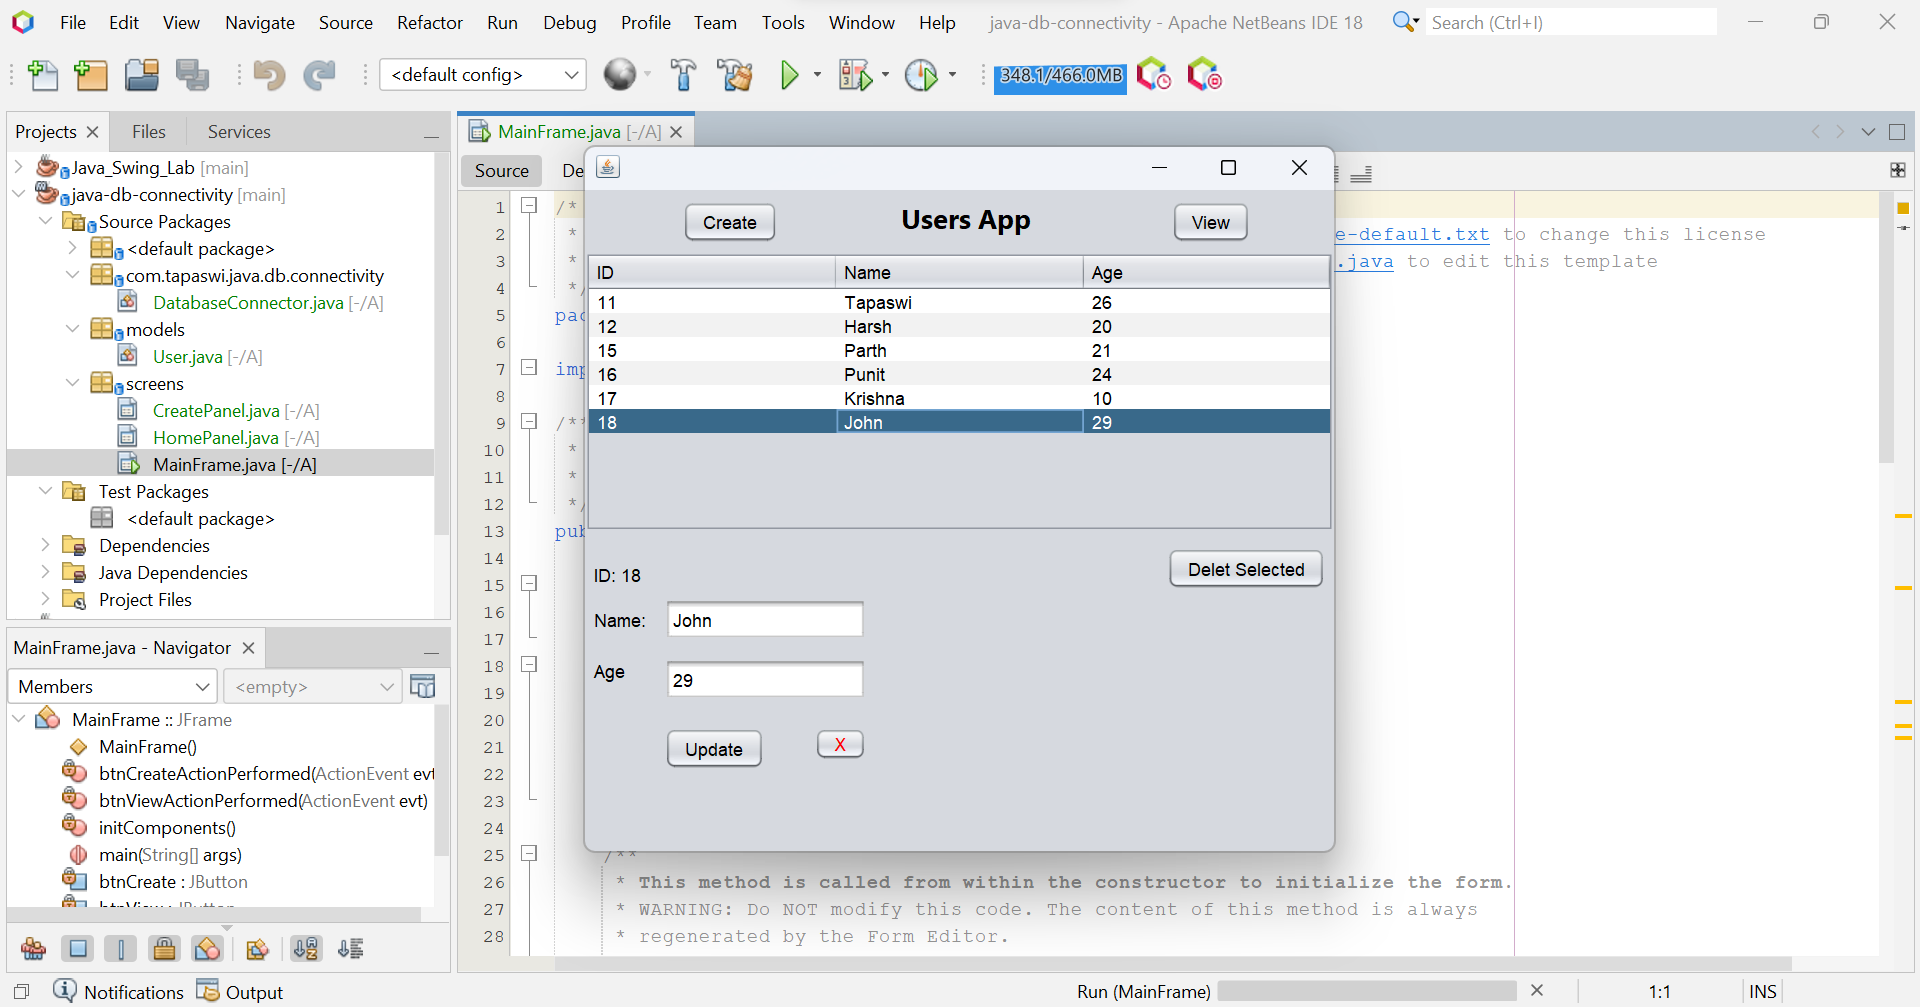 File Edit View Navigate Source Refactor Run Debug Profile Team Tools Window Help java-db-connectivity - Apache NetBeans IDE 18 Search (Ctrl+I)
<default config> 348.1/466.0MB
Projects Files Services
Java_Swing_Lab [main]
java-db-connectivity [main]
Source Packages
<default package>
com.tapaswi.java.db.connectivity
DatabaseConnector.java [-/A]
models
User.java [-/A]
screens
CreatePanel.java [-/A]
HomePanel.java [-/A]
MainFrame.java [-/A]
Test Packages
<default package>
Dependencies
Java Dependencies
Project Files
MainFrame.java - Navigator
Members <empty>
MainFrame :: JFrame
MainFrame()
btnCreateActionPerformed(ActionEvent evt
btnViewActionPerformed(ActionEvent evt)
initComponents()
main(String[] args)
btnCreate : JButton
MainFrame.java [-/A]
Source De
1 /*
2 * e-default.txt to change this license
3 * .java to edit this template
4 */
5 pac
6
7 imp
8
9 /**
10 *
11 *
12 */
13 pub
14
15
16
17
18
19
20
21
22
23
24
25 /**
26 * This method is called from within the constructor to initialize the form.
27 * WARNING: Do NOT modify this code. The content of this method is always
28 * regenerated by the Form Editor.
Create Users App View
ID Name Age
11 Tapaswi 26
12 Harsh 20
15 Parth 21
16 Punit 24
17 Krishna 10
18 John 29
Delet Selected
ID: 18
Name: John
Age 29
Update X
Notifications Output Run (MainFrame) 1:1 INS